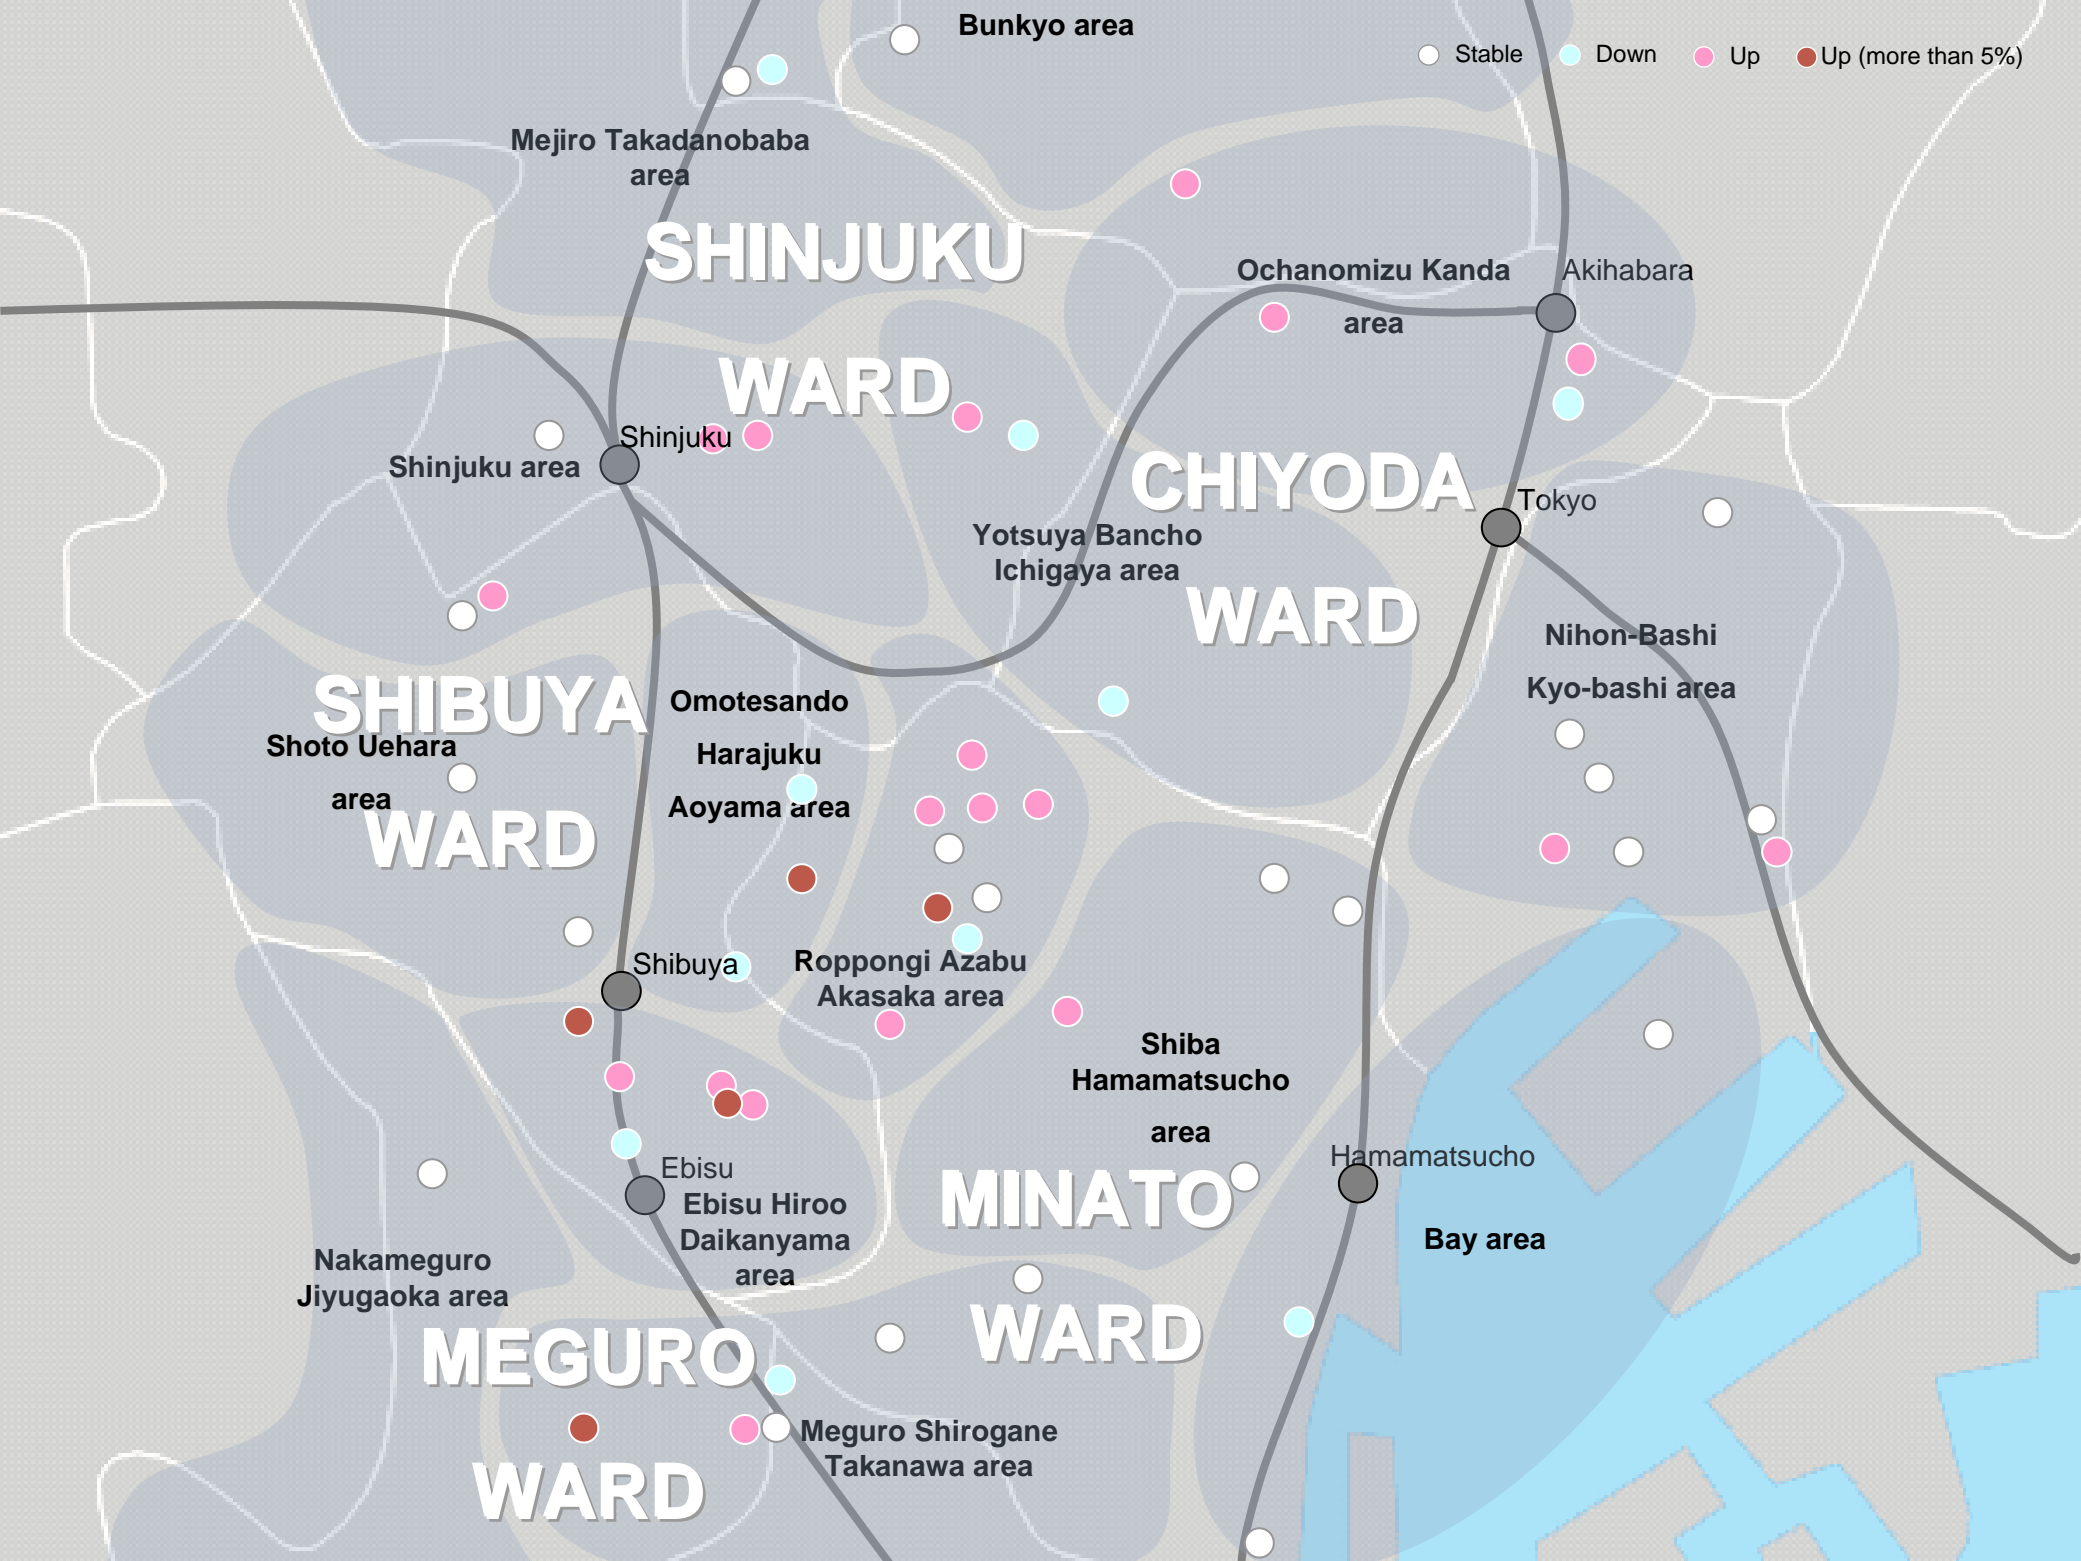 Bunkyo area
Stable
Down
Up
Up (more than 5%)
Mejiro Takadanobaba
area
SHINJUKU
WARD
Ochanomizu Kanda
area
Akihabara
Shinjuku
Shinjuku area
CHIYODA
WARD
Tokyo
Yotsuya Bancho
Ichigaya area
Nihon-Bashi
Kyo-bashi area
SHIBUYA
WARD
Shoto Uehara
area
Omotesando
Harajuku
Aoyama area
Shibuya
Roppongi Azabu
Akasaka area
Shiba
Hamamatsucho
area
Hamamatsucho
Ebisu
Ebisu Hiroo
Daikanyama
area
MINATO
WARD
Bay area
Nakameguro
Jiyugaoka area
MEGURO
WARD
Meguro Shirogane
Takanawa area